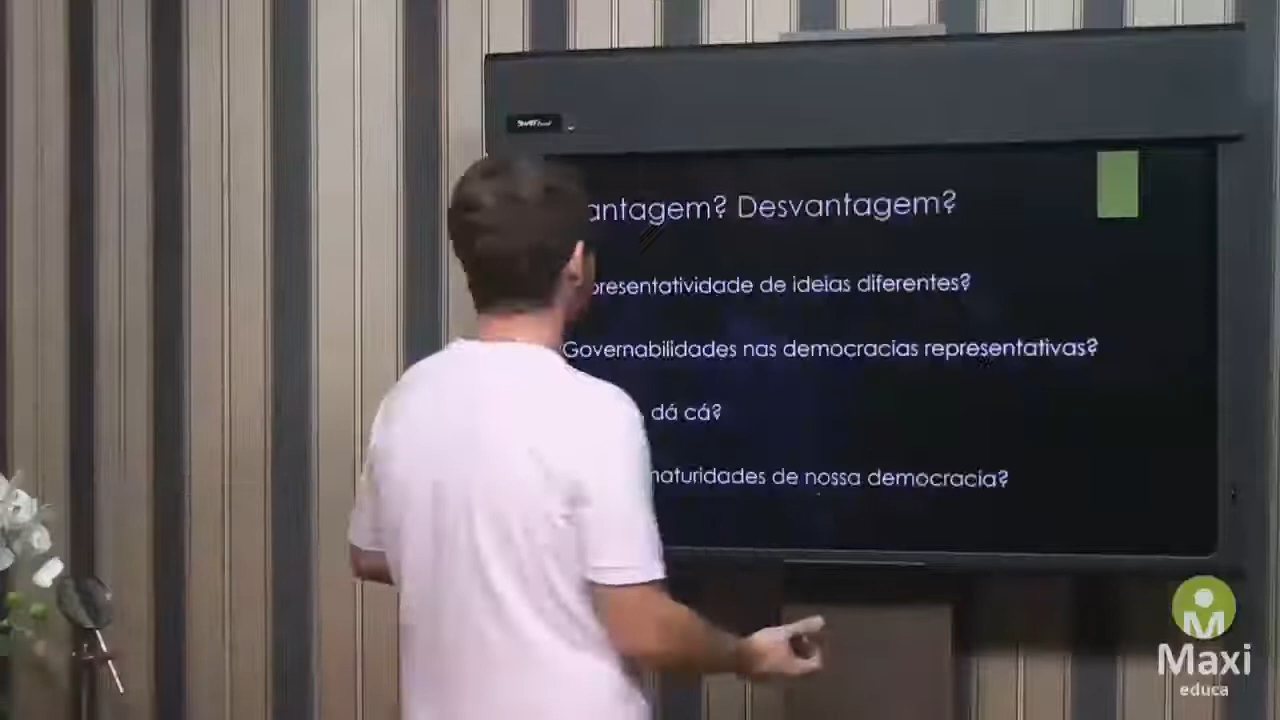 antagem? Desvantagem?
presentatividade de ideias diferentes?
Governabilidades nas democracias representativas?
dá cá?
maturidades de nossa democracia?
Maxi
educa